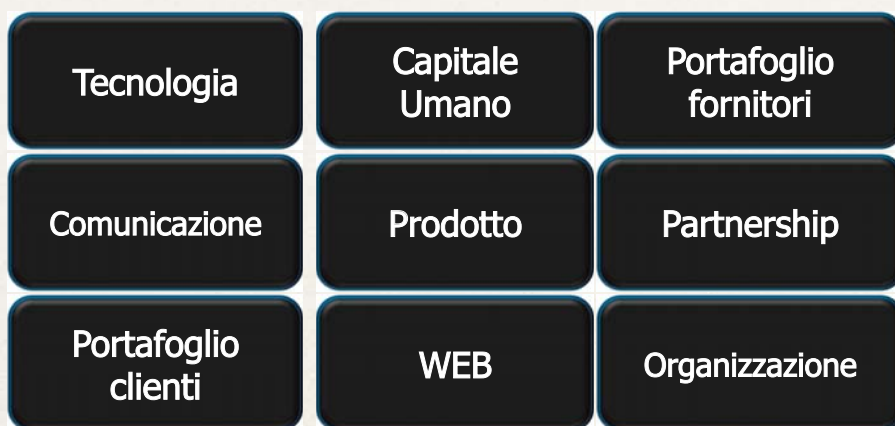 Tecnologia
Capitale
Umano
Portafoglio
fornitori
Comunicazione
Prodotto
Partnership
Portafoglio
clienti
WEB
Organizzazione